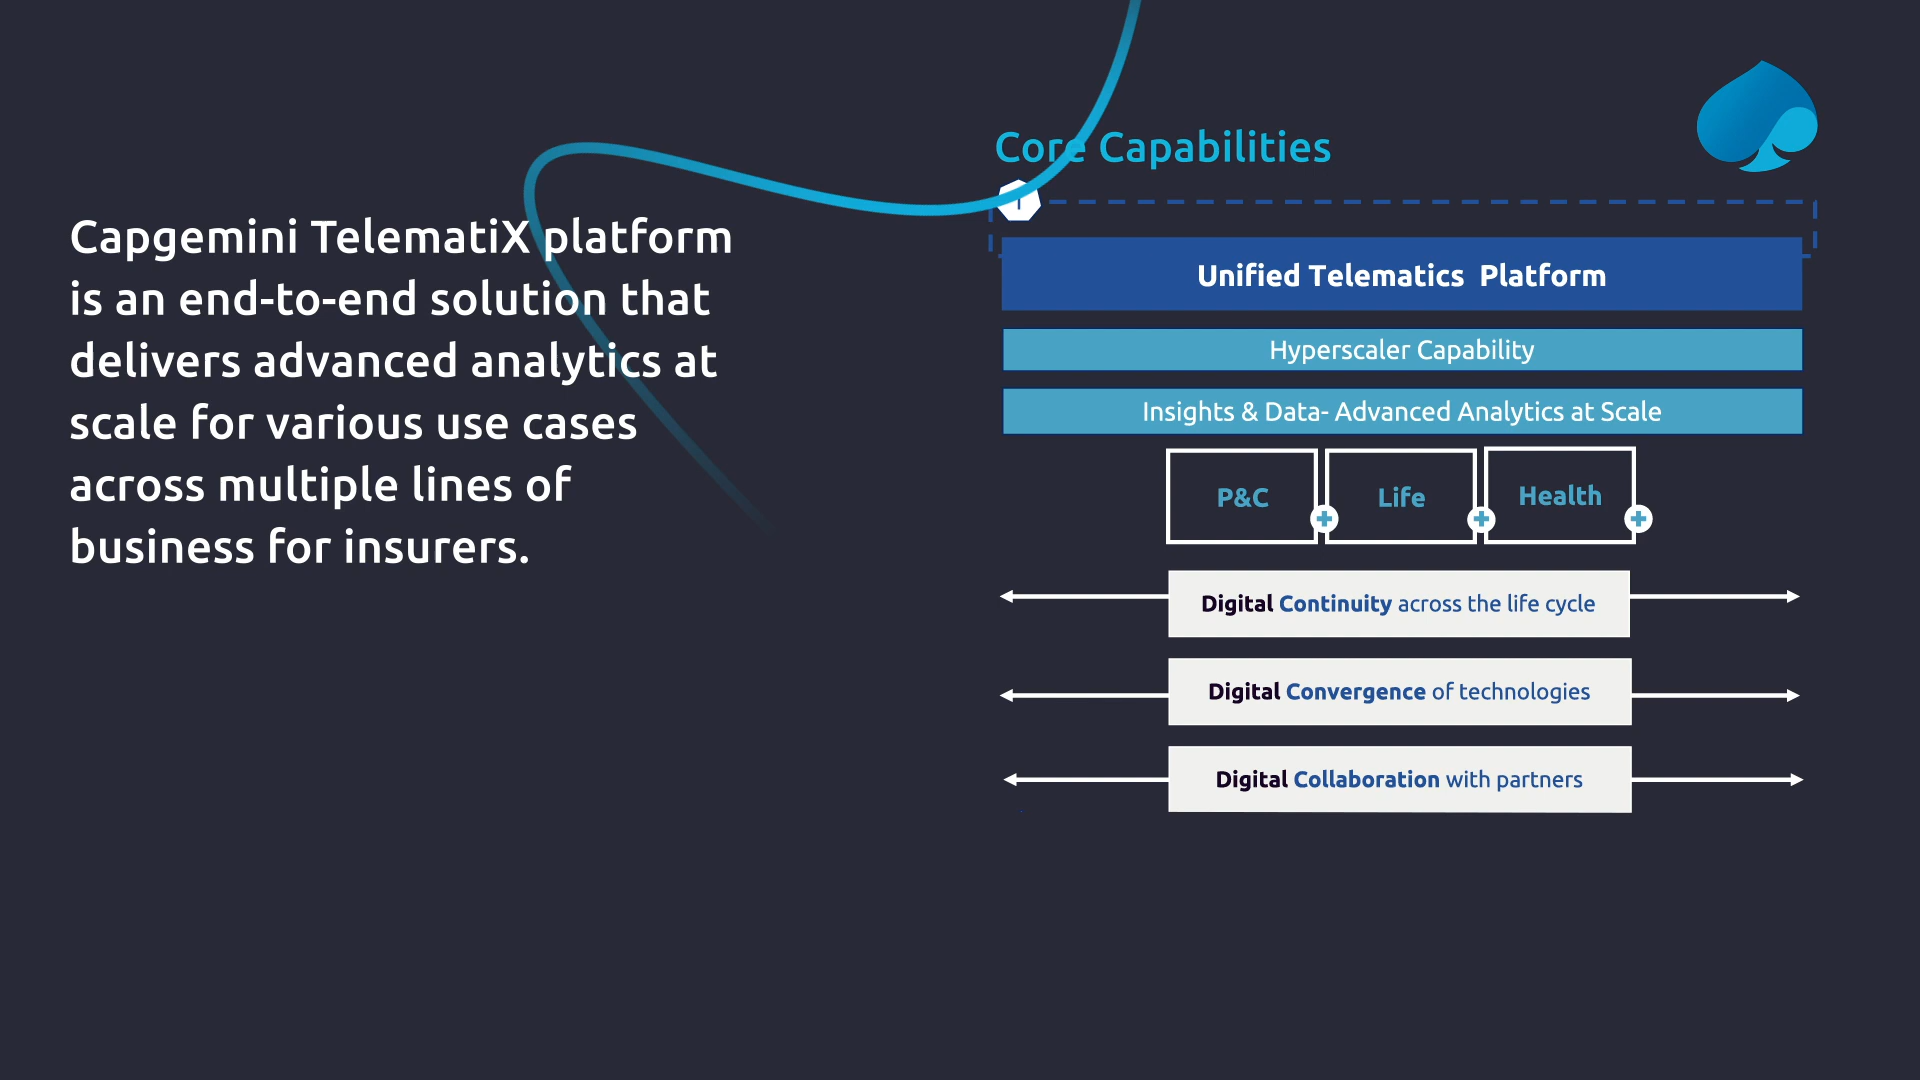 Capgemini TelematiX platform
is an end-to-end solution that
delivers advanced analytics at
scale for various use cases
across multiple lines of
business for insurers.
Core Capabilities
Unified Telematics Platform
Hyperscaler Capability
Insights & Data- Advanced Analytics at Scale
P&C
Life
Health
Digital Continuity across the life cycle
Digital Convergence of technologies
Digital Collaboration with partners